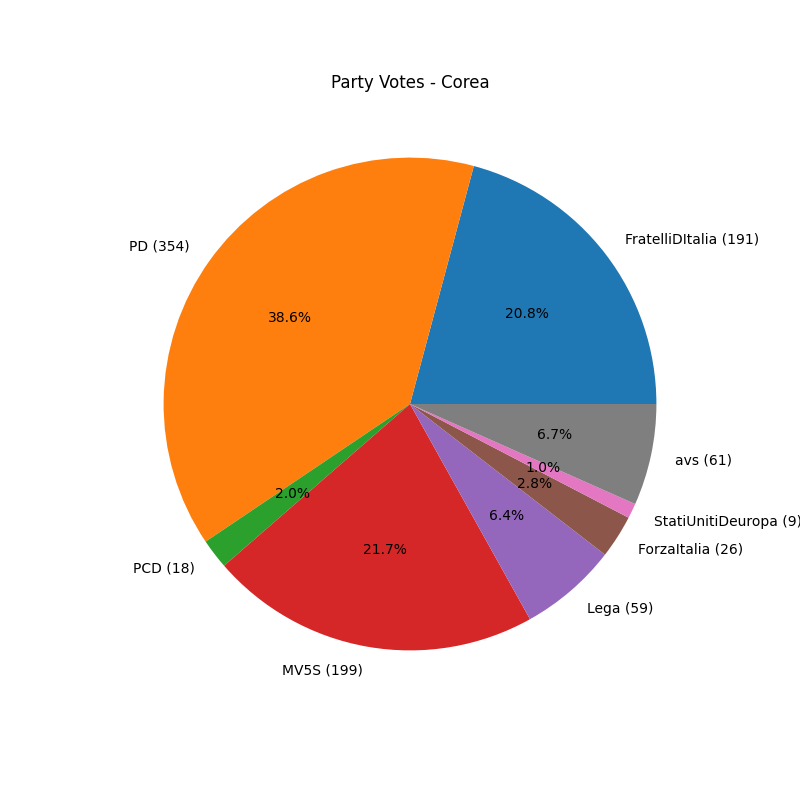 Party Votes - Corea
FratelliDItalia (191)
20.8%
PD (354)
38.6%
PCD (18)
2.0%
MV5S (199)
21.7%
Lega (59)
6.4%
ForzaItalia (26)
2.8%
StatiUnitiDeuropa (9)
1.0%
avs (61)
6.7%